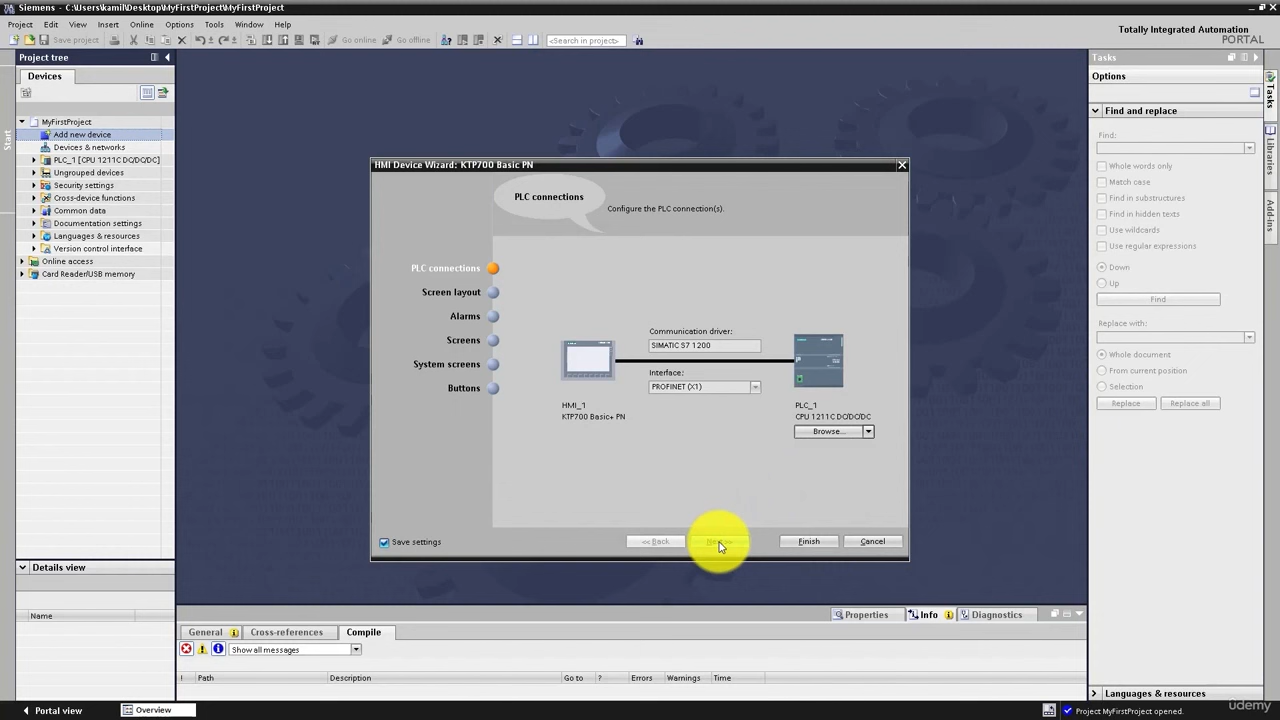 Siemens - C:\Users\kamil\Desktop\MyFirstProject\MyFirstProject
Project Edit View Insert Online Options Tools Window Help
Totally Integrated Automation
PORTAL
Save project
Go online
Go offline
<Search in project>
Project tree
Devices
Start
MyFirstProject
Add new device
Devices & networks
PLC_1 [CPU 1211C DC/DC/DC]
Ungrouped devices
Security settings
Cross-device functions
Common data
Documentation settings
Languages & resources
Version control interface
Online access
Card Reader/USB memory
Details view
Name
HMI Device Wizard: KTP700 Basic PN
PLC connections
Configure the PLC connection(s).
PLC connections
Screen layout
Alarms
Screens
System screens
Buttons
Communication driver:
SIMATIC S7 1200
Interface:
PROFINET (X1)
HMI_1
KTP700 Basic+ PN
PLC_1
CPU 1211C DC/DC/DC
Browse...
Save settings
<< Back
Finish
Cancel
Properties
Info
Diagnostics
General
Cross-references
Compile
Show all messages
! Path Description Go to ? Errors Warnings Time
Tasks
Options
Find and replace
Find:
Whole words only
Match case
Find in substructures
Find in hidden texts
Use wildcards
Use regular expressions
Down
Up
Find
Replace with:
Whole document
From current position
Selection
Replace
Replace all
Languages & resources
Tasks
Libraries
Add-ins
Portal view
Overview
Project MyFirstProject opened.
udemy